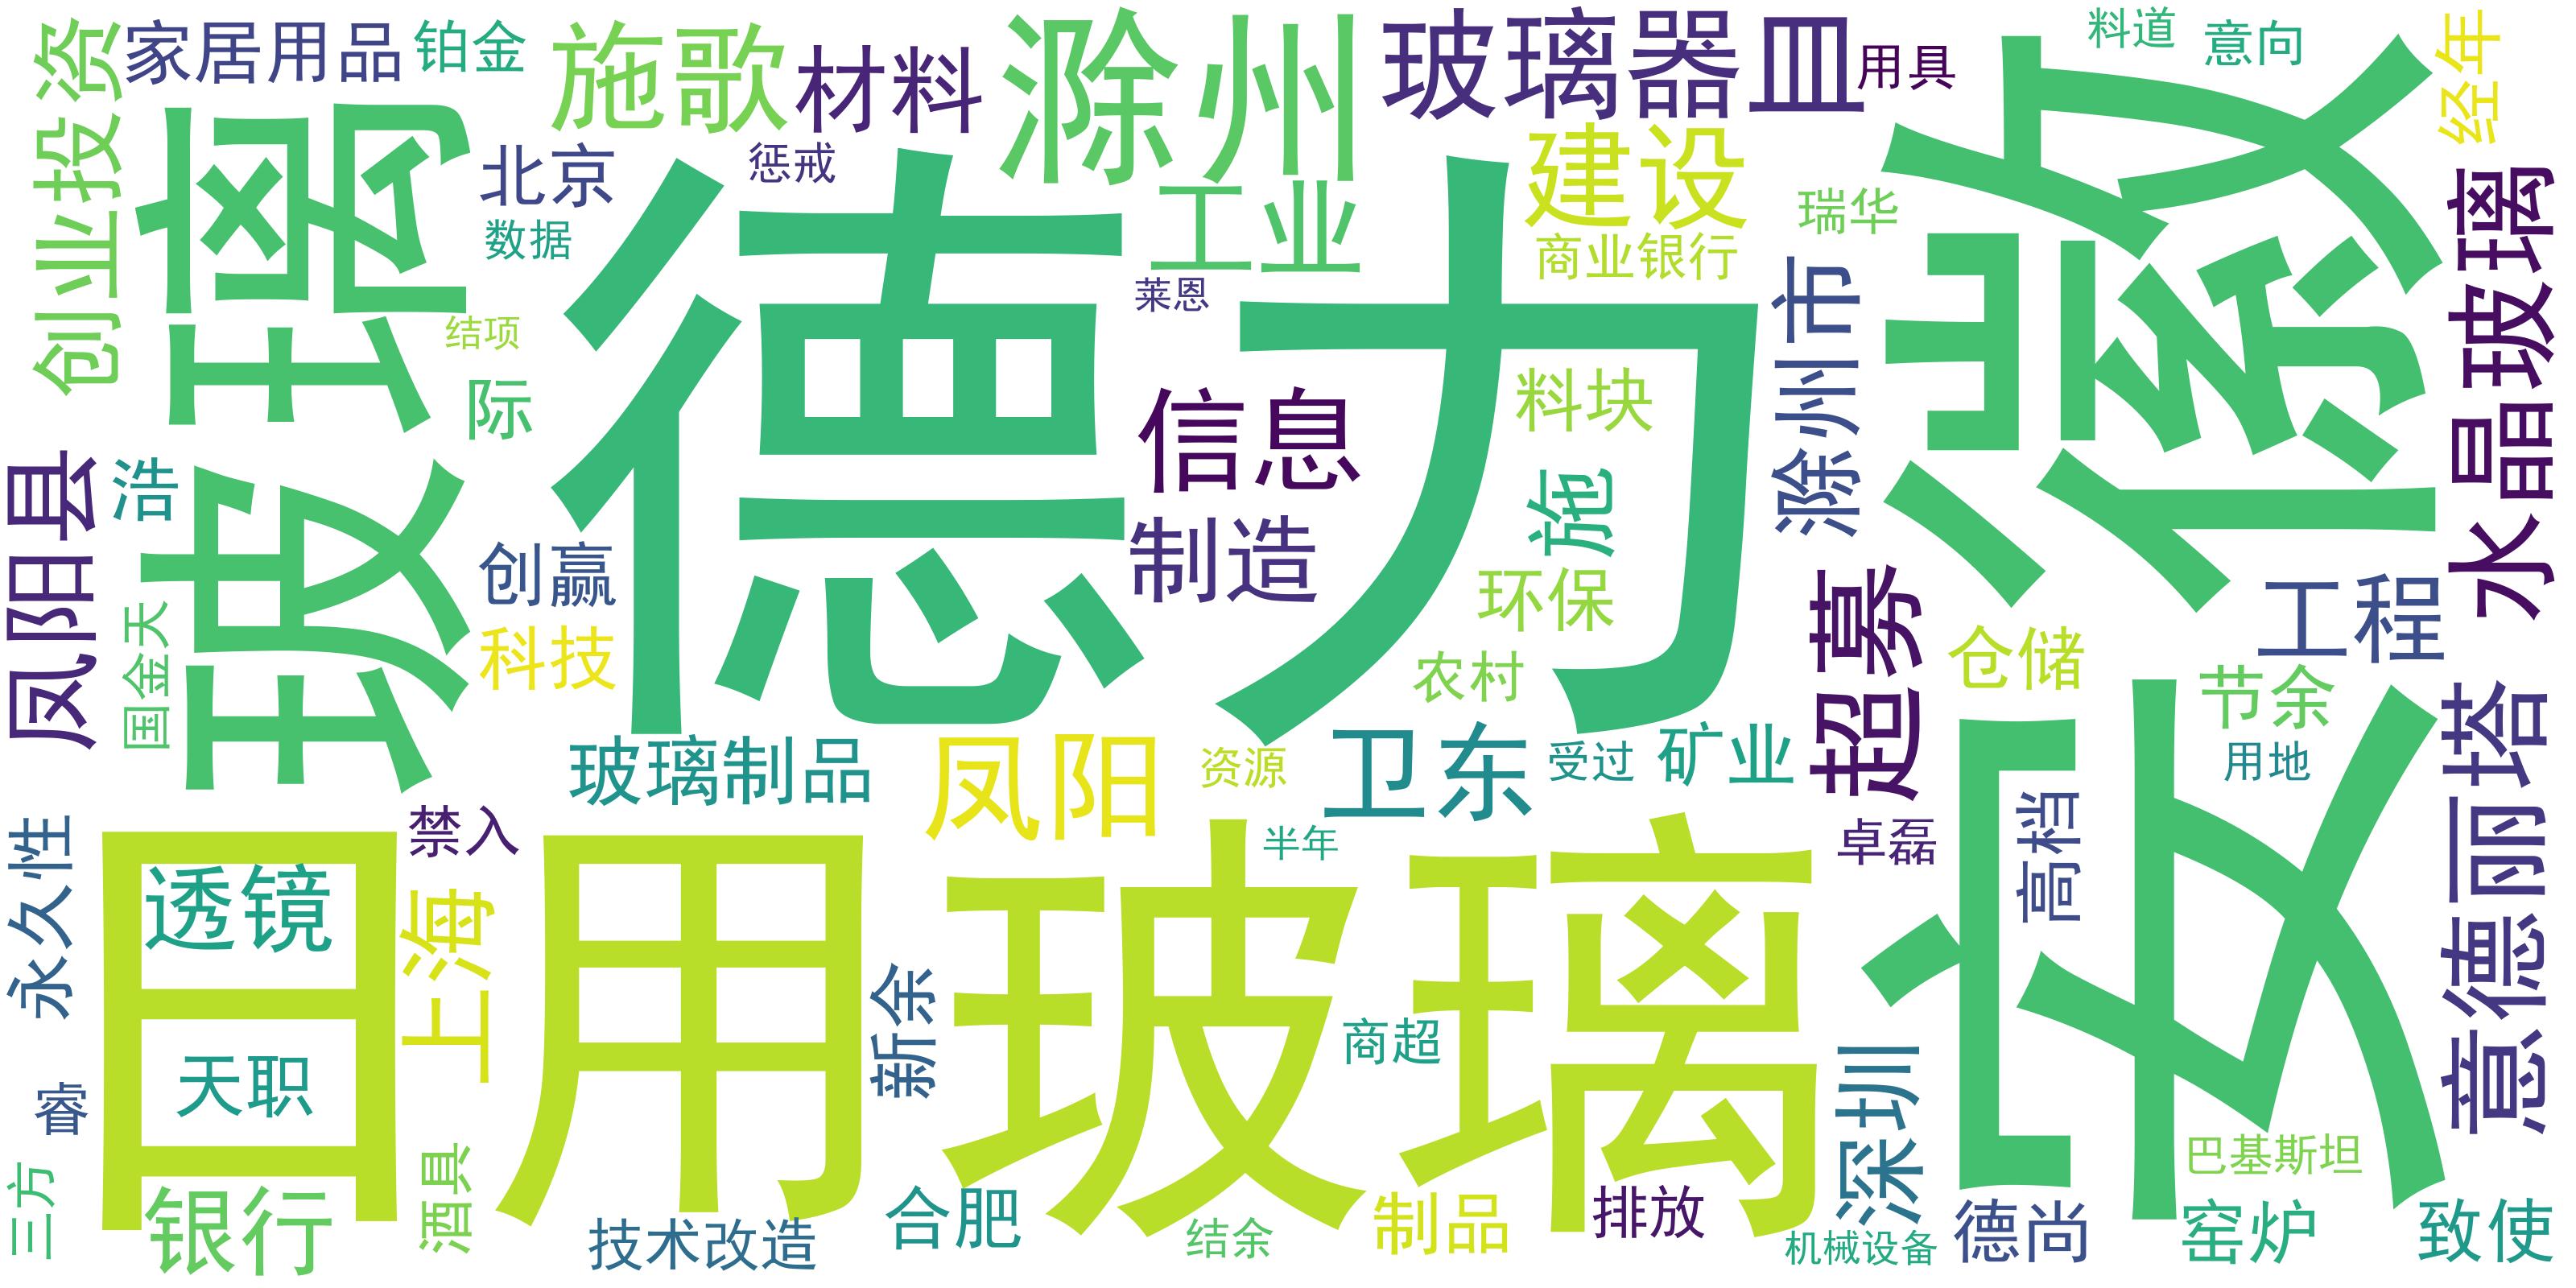 德力
日用玻璃
安徽
玻璃
滁州
玻璃器皿
水晶玻璃
意德丽塔
超募
信息
凤阳
凤阳县
施歌
建设
卫东
材料
工业
制造
创业投资
滁州市
工程
深圳
上海
透镜
银行
玻璃制品
家居用品
铂金
北京
惩戒
数据
结项
际
浩
国金天
创赢
科技
莱恩
商业银行
用具
料道
意向
经年
瑞华
料块
施
环保
农村
仓储
节余
用地
高档
资源
受过
矿业
半年
卓磊
禁入
永久性
睿
三方
天职
酒具
新余
商超
技术改造
合肥
结余
制品
排放
机械设备
德尚
巴基斯坦
窑炉
致使